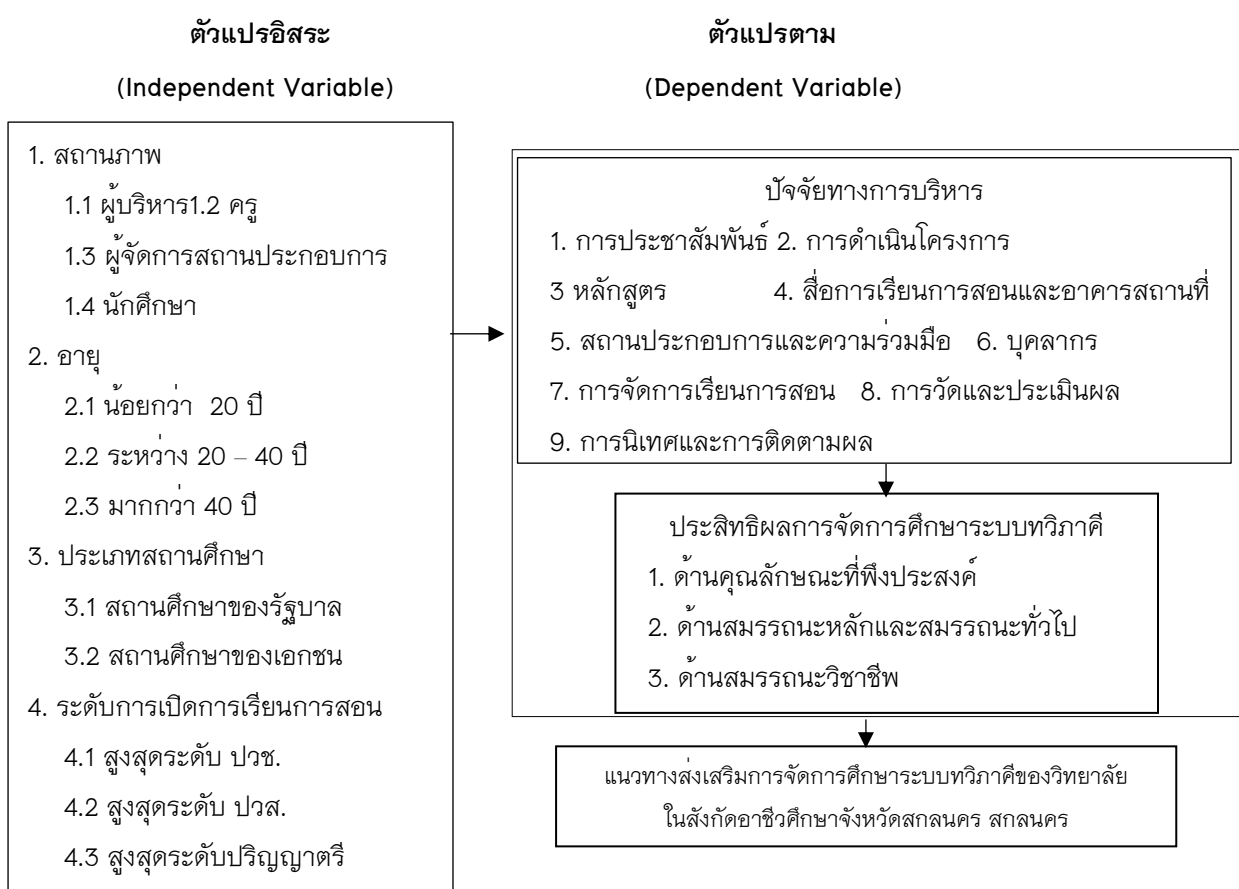 ตัวแปรอิสระ
(Independent Variable)
1. สถานภาพ
1.1 ผู้บริหาร1.2 ครู
1.3 ผู้จัดการสถานประกอบการ
1.4 นักศึกษา
2. อายุ
2.1 น้อยกว่า 20 ปี
2.2 ระหว่าง 20 – 40 ปี
2.3 มากกว่า 40 ปี
3. ประเภทสถานศึกษา
3.1 สถานศึกษาของรัฐบาล
3.2 สถานศึกษาของเอกชน
4. ระดับการเปิดการเรียนการสอน
4.1 สูงสุดระดับ ปวช.
4.2 สูงสุดระดับ ปวส.
4.3 สูงสุดระดับปริญญาตรี
ตัวแปรตาม
(Dependent Variable)
ปัจจัยทางการบริหาร
1. การประชาสัมพันธ์ 2. การดำเนินโครงการ
3 หลักสูตร 4. สื่อการเรียนการสอนและอาคารสถานที่
5. สถานประกอบการและความร่วมมือ 6. บุคลากร
7. การจัดการเรียนการสอน 8. การวัดและประเมินผล
9. การนิเทศและการติดตามผล
ประสิทธิผลการจัดการศึกษาระบบทวิภาคี
1. ด้านคุณลักษณะที่พึงประสงค์
2. ด้านสมรรถนะหลักและสมรรถนะทั่วไป
3. ด้านสมรรถนะวิชาชีพ
แนวทางส่งเสริมการจัดการศึกษาระบบทวิภาคีของวิทยาลัย
ในสังกัดอาชีวศึกษาจังหวัดสกลนคร สกลนคร